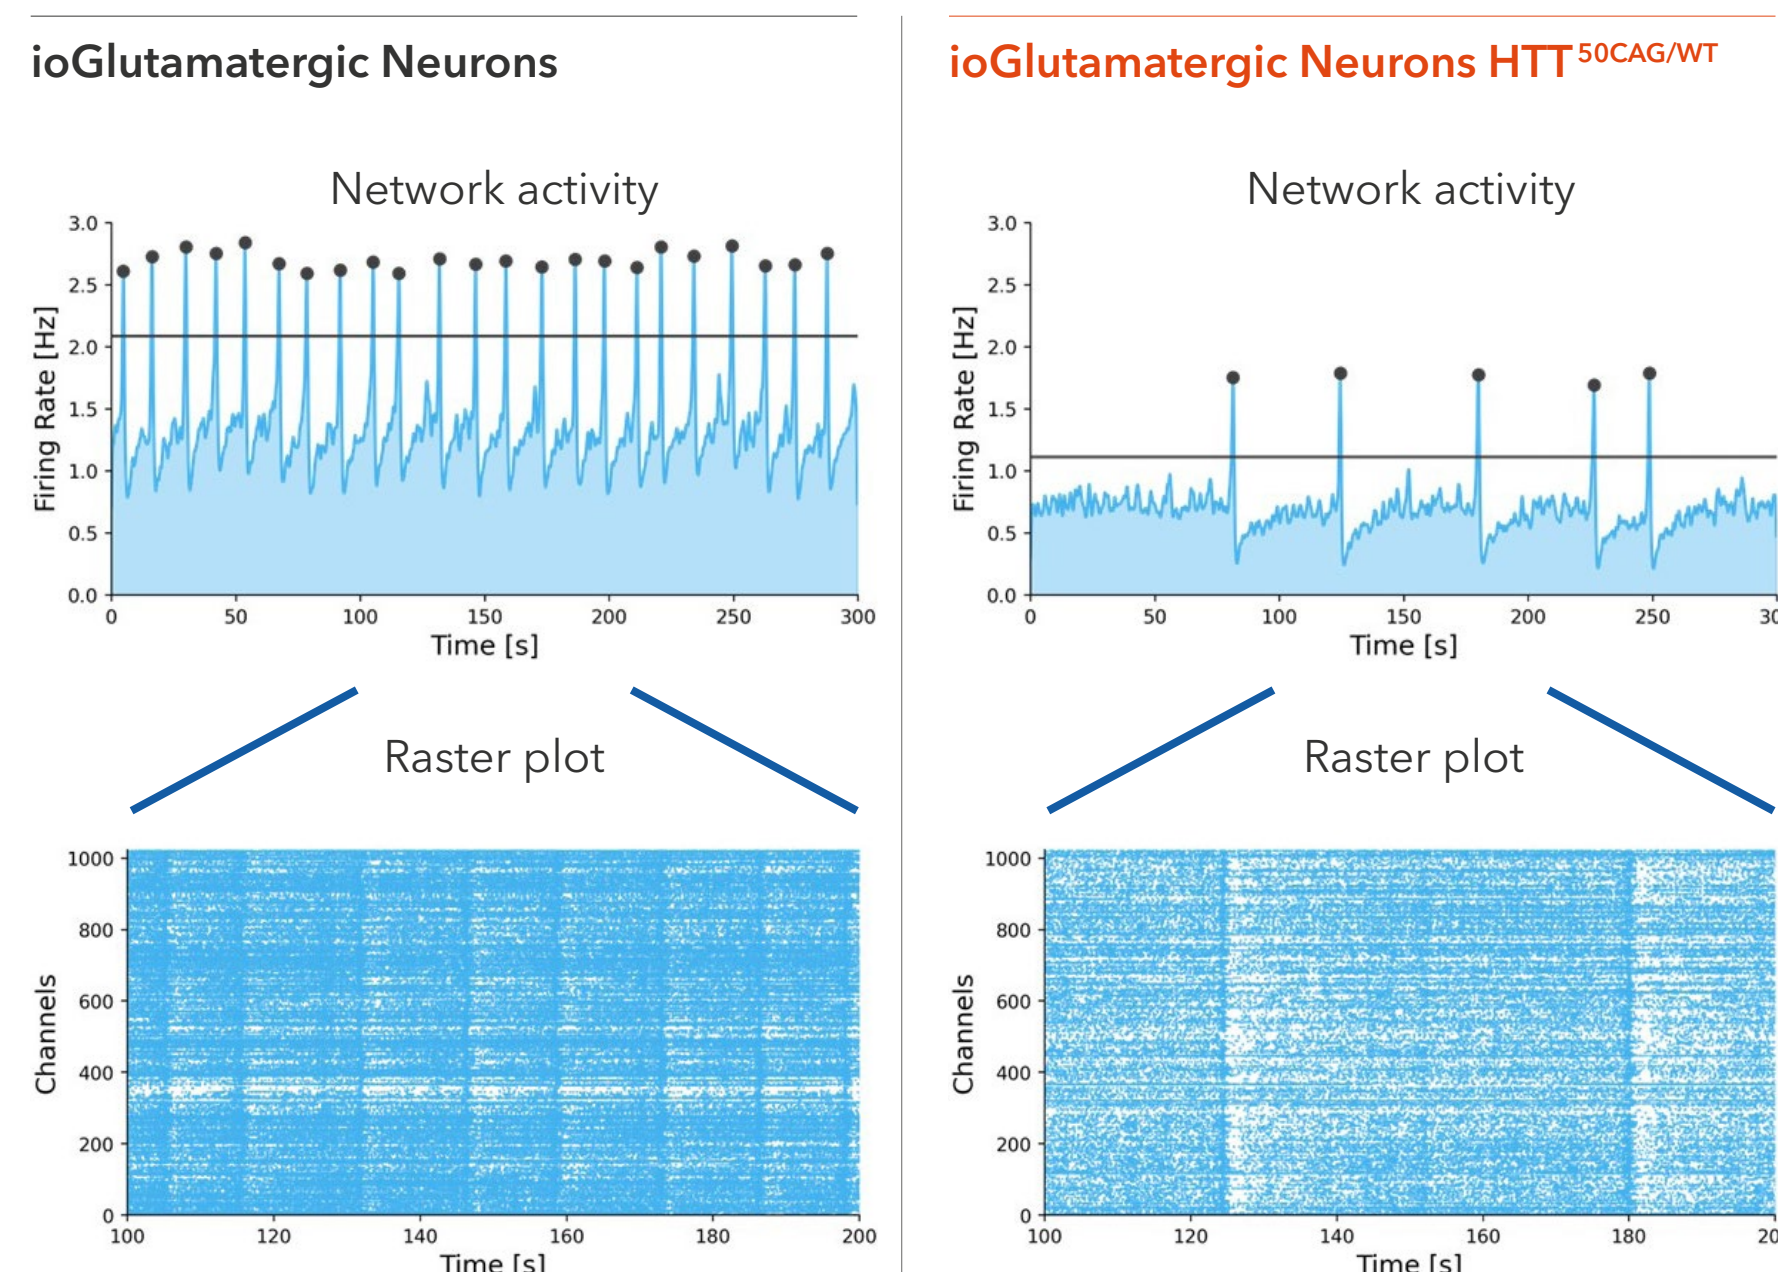 ioGlutamatergic Neurons
Network activity
3.0
2.5
2.0
1.5
1.0
0.5
0.0
Firing Rate [Hz]
0 50 100 150 200 250 300
Time [s]
Raster plot
1000
800
600
400
200
0
Channels
100 120 140 160 180 200
Time [s]
ioGlutamatergic Neurons HTT 50CAG/WT
Network activity
3.0
2.5
2.0
1.5
1.0
0.5
0.0
Firing Rate [Hz]
0 50 100 150 200 250 30
Time [s]
Raster plot
1000
800
600
400
200
0
Channels
100 120 140 160 180 20
Time [s]